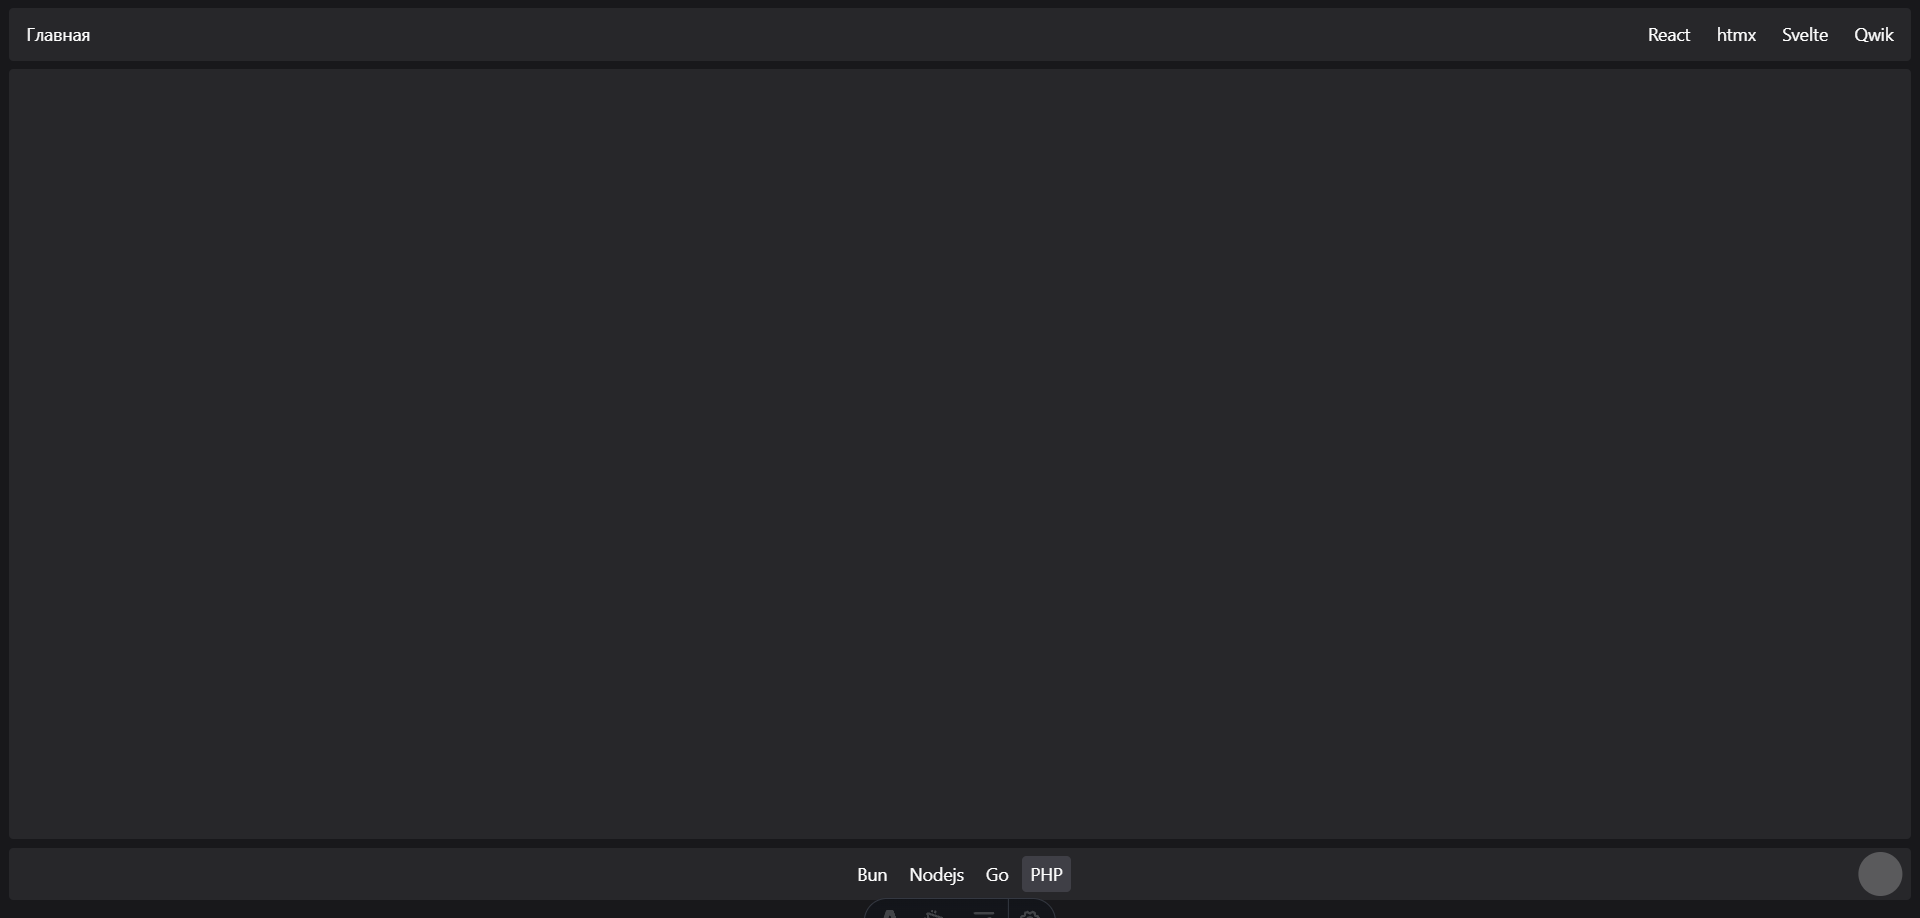 Главная React htmx Svelte Qwik
Bun Nodejs Go PHP